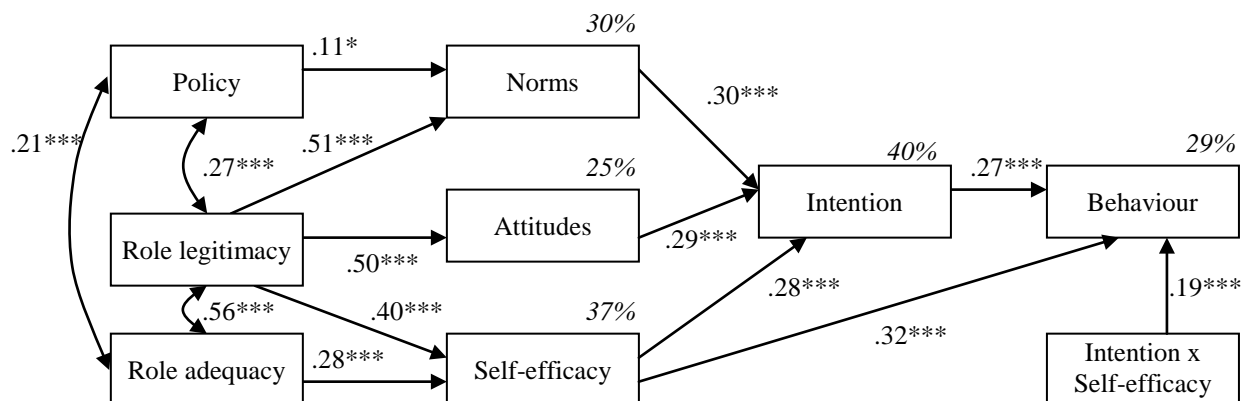 30%
.11*
Policy
Norms
.30***
.21***
.51***
.27***
25%
40%
.27***
29%
Intention
Behaviour
Role legitimacy
Attitudes
.29***
.50***
.28***
.19***
.56***
.40***
37%
.32***
Role adequacy
.28***
Self-efficacy
Intention x
Self-efficacy